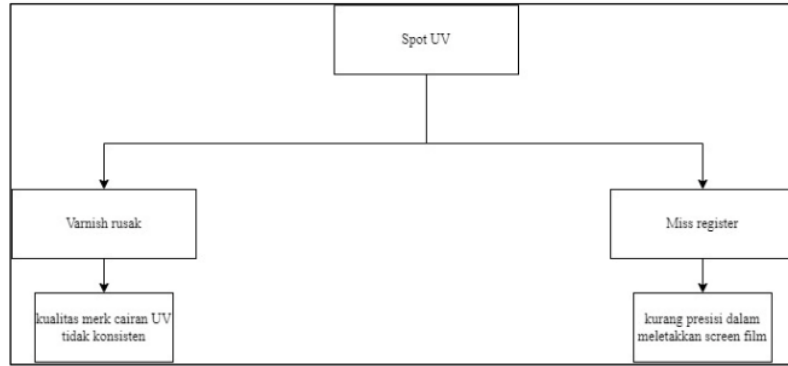 Spot UV
Varnish rusak
Miss register
kualitas merk cairan UV
tidak konsisten
kurang presisi dalam
meletakkan screen film